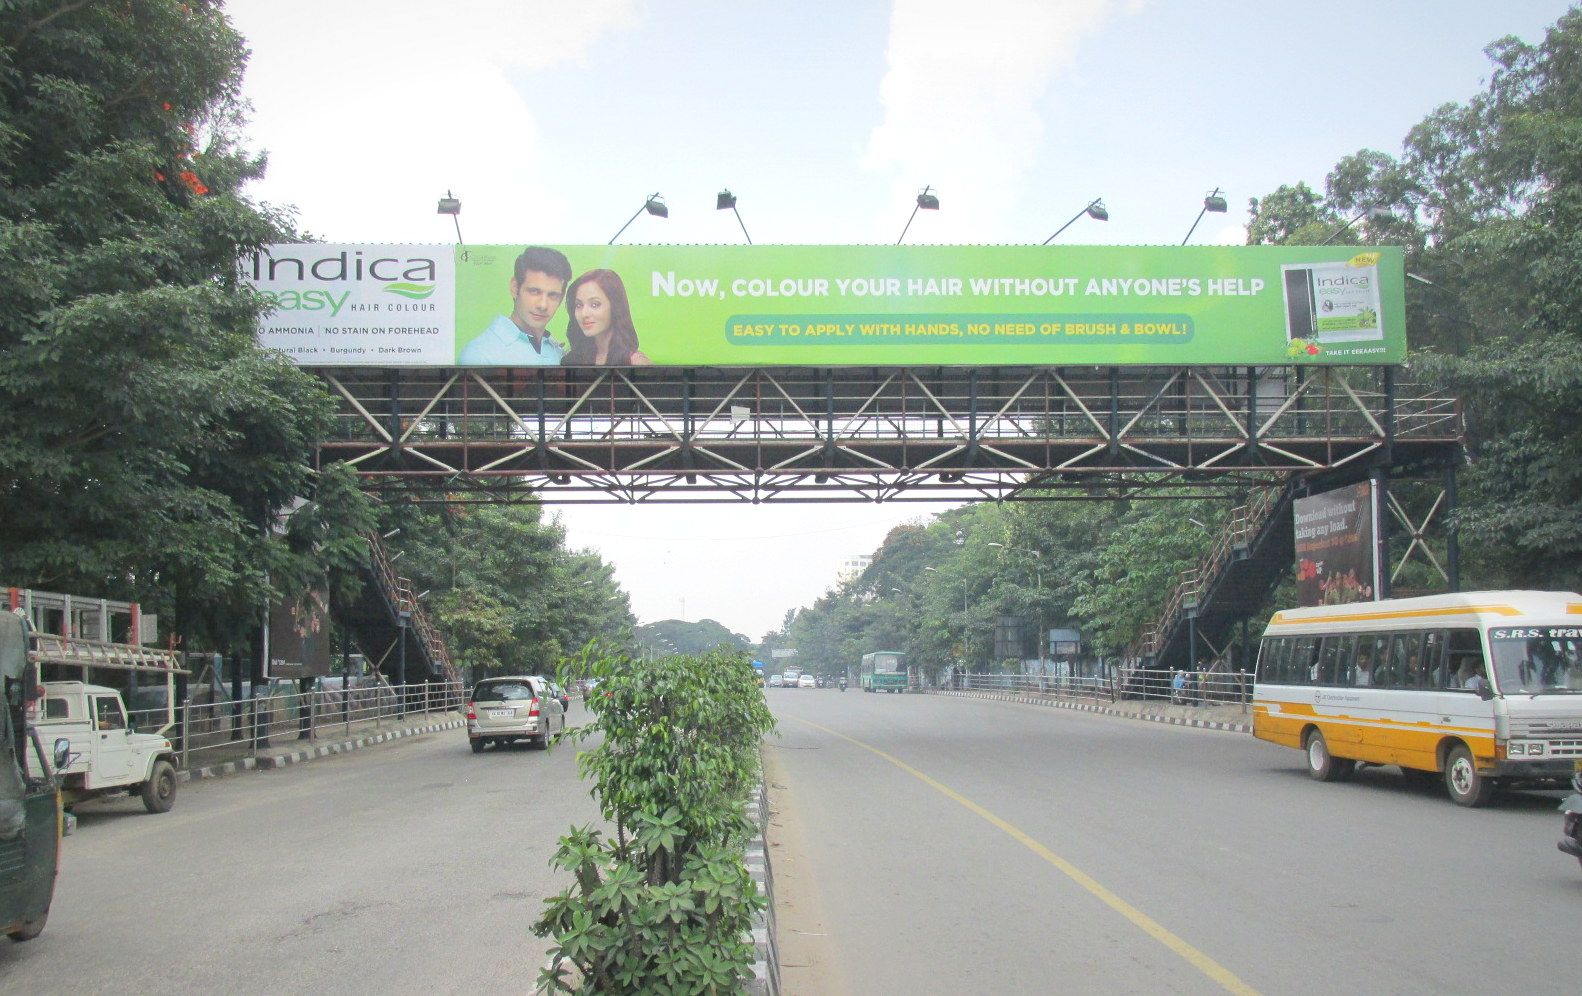 Indica
easy HAIR COLOUR
NO AMMONIA | NO STAIN ON FOREHEAD
Natural Black • Burgundy • Dark Brown
NOW, COLOUR YOUR HAIR WITHOUT ANYONE'S HELP
EASY TO APPLY WITH HANDS, NO NEED OF BRUSH & BOWL!
NEW
Indica
easy
TAKE IT EEEAASY!!!
Download without
taking any load.
S.R.S. trav